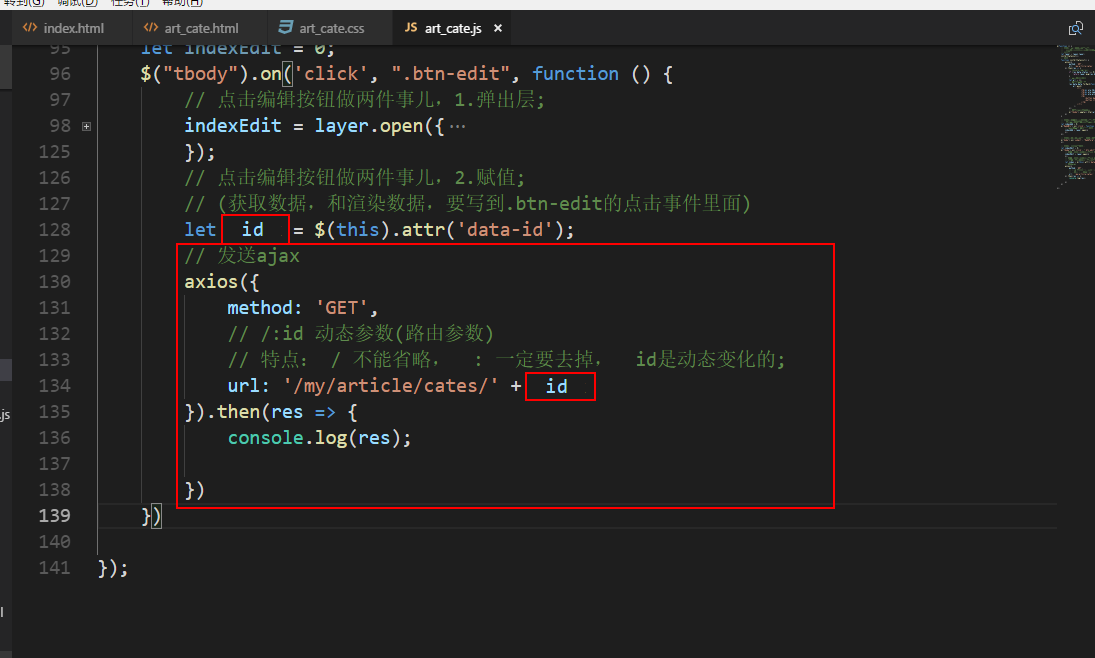 转到(G) 调试(D) 任务(T) 帮助(H)
index.html art_cate.html art_cate.css JS art_cate.js ×
95 let indexEdit = 0;
96 $("tbody").on('click', ".btn-edit", function () {
97 // 点击编辑按钮做两件事儿，1.弹出层;
98 indexEdit = layer.open({…
125 });
126 // 点击编辑按钮做两件事儿，2.赋值;
127 // (获取数据，和渲染数据，要写到.btn-edit的点击事件里面)
128 let id = $(this).attr('data-id');
129 // 发送ajax
130 axios({
131 method: 'GET',
132 // /:id 动态参数(路由参数)
133 // 特点： / 不能省略， : 一定要去掉， id是动态变化的;
134 url: '/my/article/cates/' + id
135 }).then(res => {
.js
136 console.log(res);
137
138 })
139 })
140
141 });